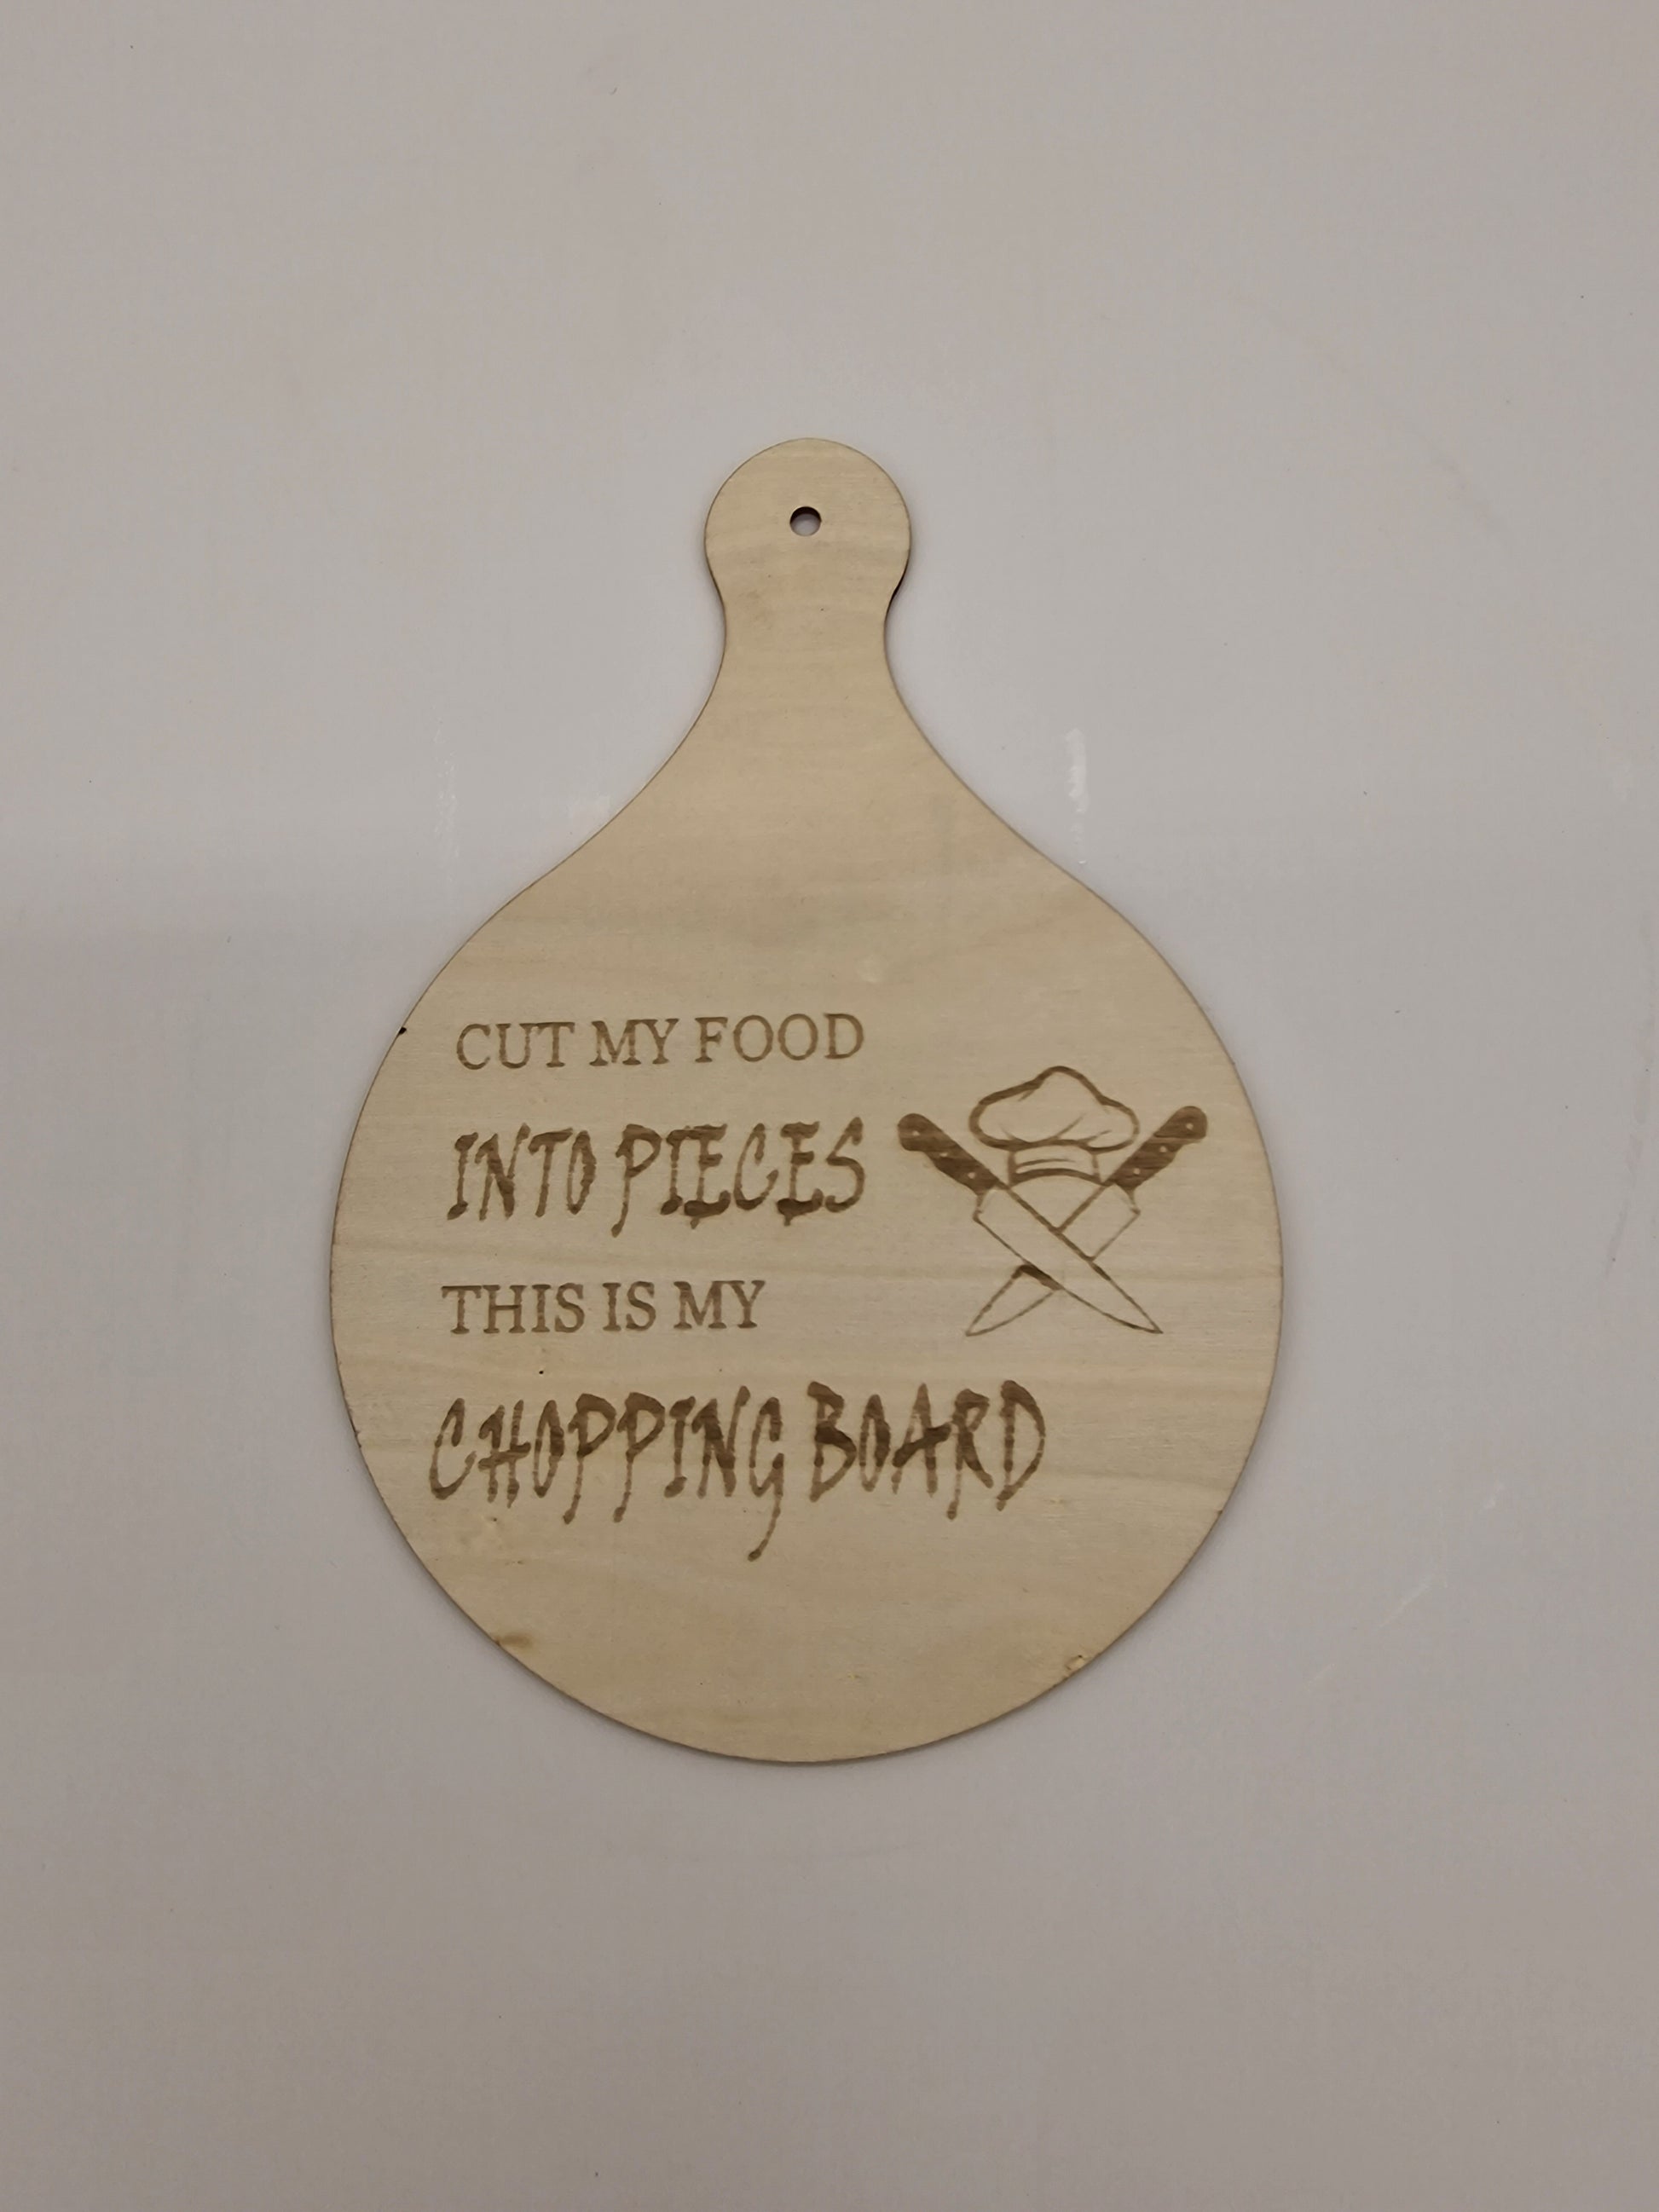 CUT MY FOOD
INTO PIECES
THIS IS MY
CHOPPING BOARD